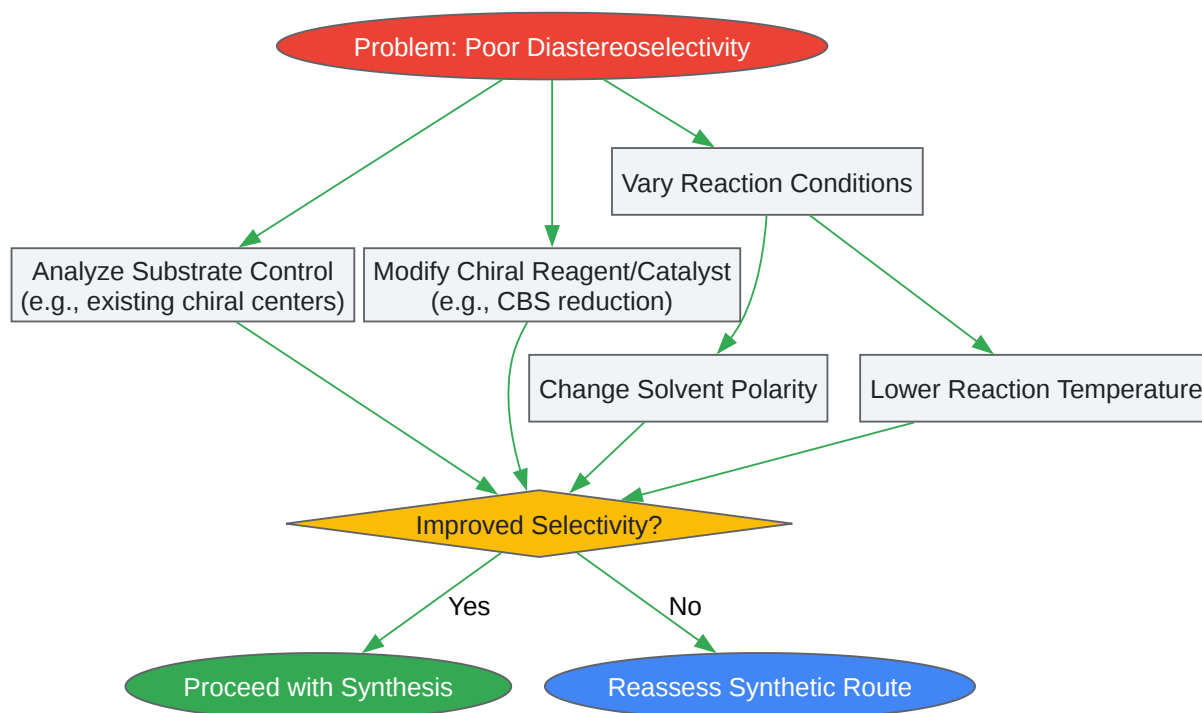 Problem: Poor Diastereoselectivity
Vary Reaction Conditions
Analyze Substrate Control
(e.g., existing chiral centers)
Modify Chiral Reagent/Catalyst
(e.g., CBS reduction)
Change Solvent Polarity
Lower Reaction Temperature
Improved Selectivity?
Yes
No
Proceed with Synthesis
Reassess Synthetic Route